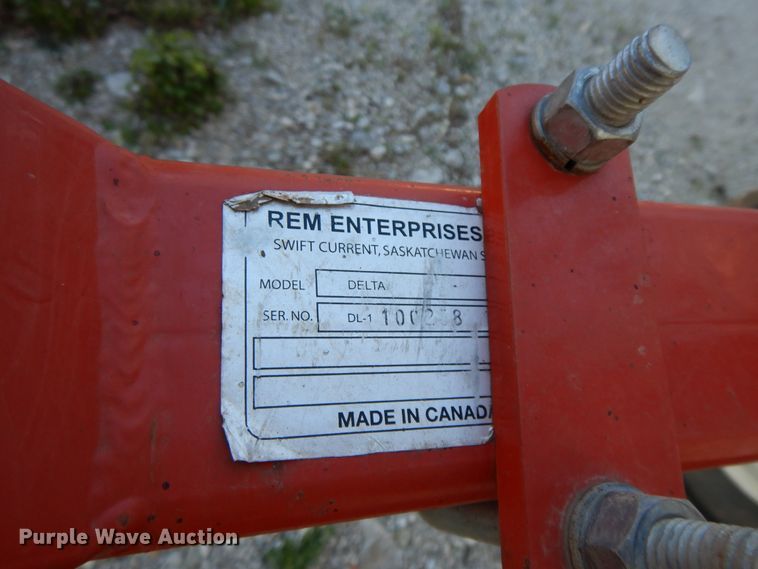 REM ENTERPRISES
SWIFT CURRENT, SASKATCHEWAN S
MODEL DELTA
SER. NO. DL-1
MADE IN CANADA
Purple Wave Auction